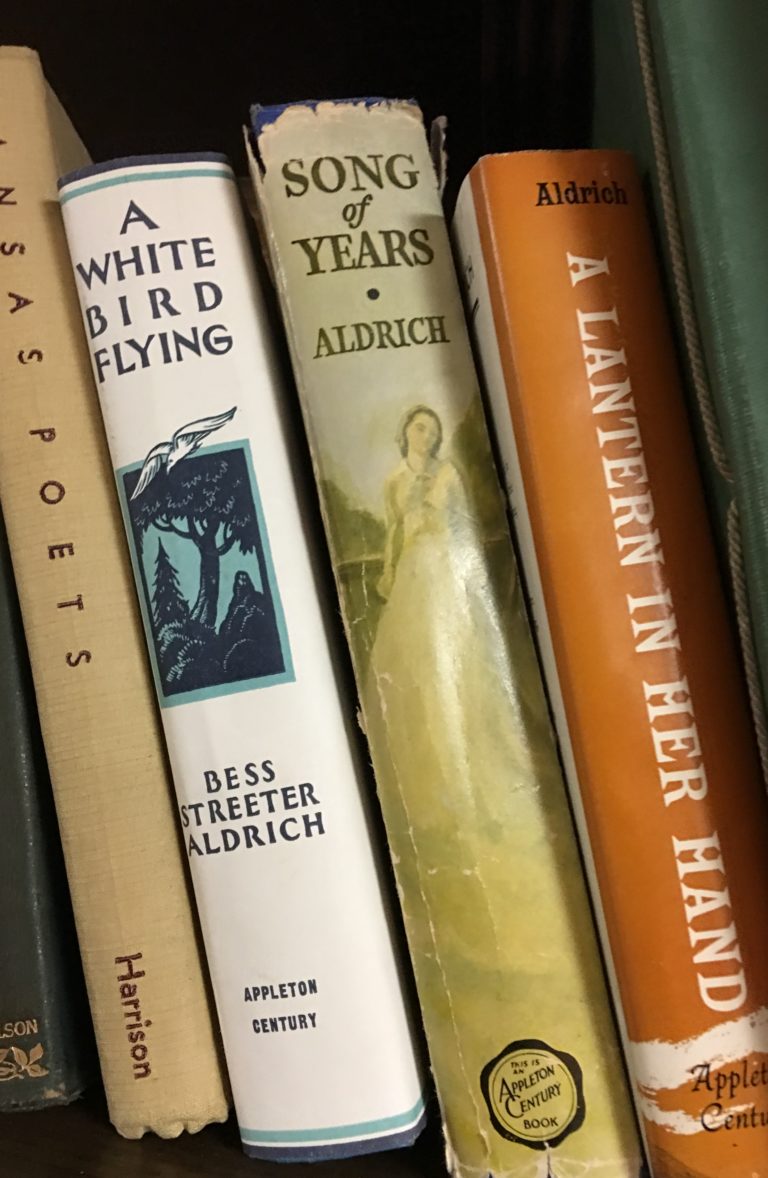 ANSAS POETS
Harrison
A
WHITE
BIRD
FLYING
BESS
STREETER
ALDRICH
APPLETON
CENTURY
SONG
of
YEARS
•
ALDRICH
THIS IS
AN
APPLETON
CENTURY
BOOK
Aldrich
A LANTERN IN HER HAND
Applet
Centu
LSON